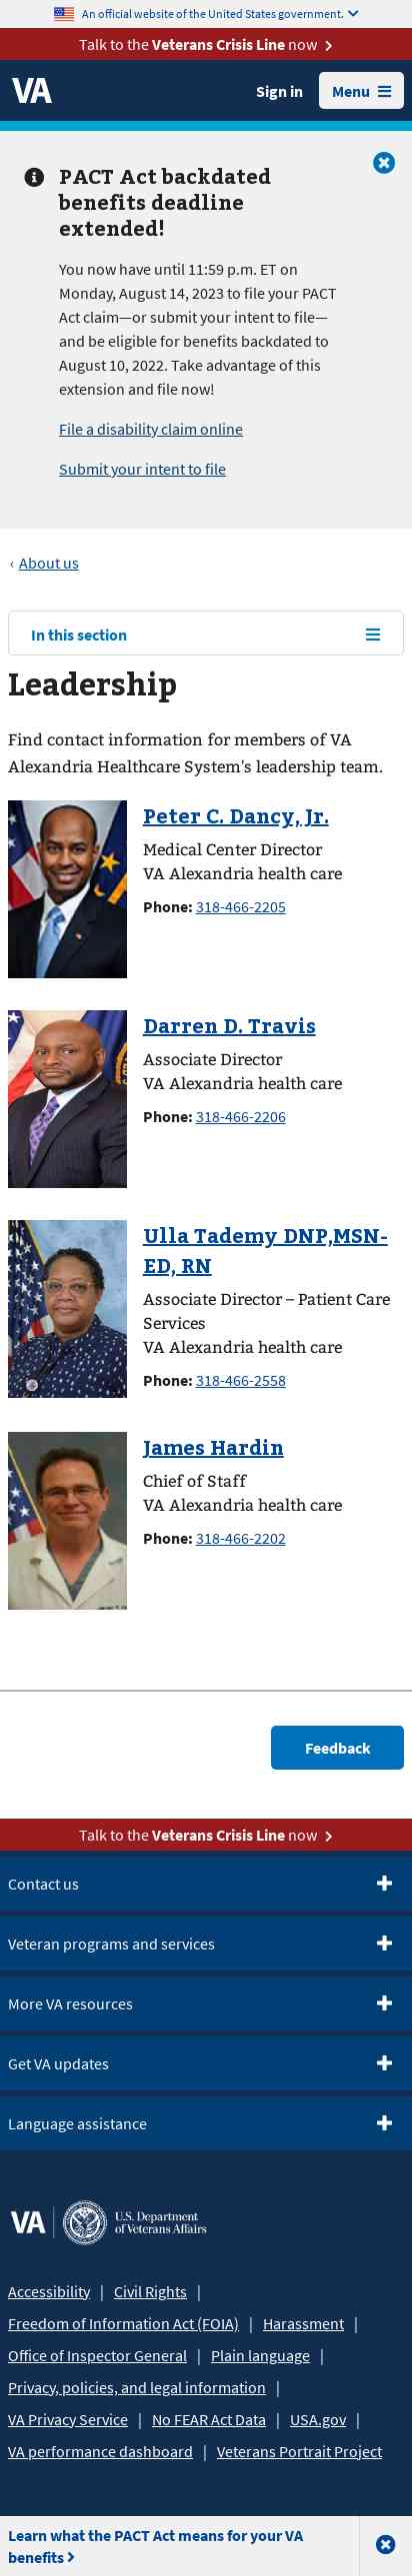 An official website of the United States government.
Talk to the Veterans Crisis Line now
VA
Sign in
Menu
PACT Act backdated
benefits deadline
extended!
You now have until 11:59 p.m. ET on
Monday, August 14, 2023 to file your PACT
Act claim—or submit your intent to file—
and be eligible for benefits backdated to
August 10, 2022. Take advantage of this
extension and file now!
File a disability claim online
Submit your intent to file
‹ About us
In this section
Leadership
Find contact information for members of VA
Alexandria Healthcare System's leadership team.
Peter C. Dancy, Jr.
Medical Center Director
VA Alexandria health care
Phone: 318-466-2205
Darren D. Travis
Associate Director
VA Alexandria health care
Phone: 318-466-2206
Ulla Tademy DNP,MSN-
ED, RN
Associate Director – Patient Care
Services
VA Alexandria health care
Phone: 318-466-2558
James Hardin
Chief of Staff
VA Alexandria health care
Phone: 318-466-2202
Feedback
Talk to the Veterans Crisis Line now
Contact us
Veteran programs and services
More VA resources
Get VA updates
Language assistance
VA | U.S. Department
of Veterans Affairs
Accessibility | Civil Rights |
Freedom of Information Act (FOIA) | Harassment |
Office of Inspector General | Plain language |
Privacy, policies, and legal information |
VA Privacy Service | No FEAR Act Data | USA.gov |
VA performance dashboard | Veterans Portrait Project
Learn what the PACT Act means for your VA
benefits